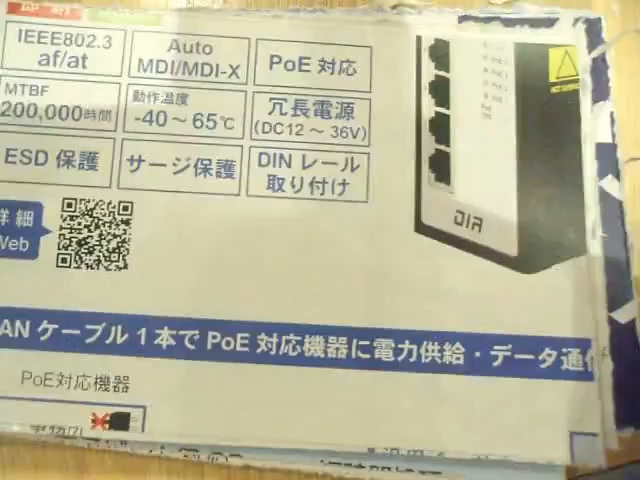 IEEE802.3
af/at
Auto
MDI/MDI-X
PoE 対応
MTBF
200,000時間
動作温度
-40～65℃
冗長電源
(DC12～36V)
ESD 保護
サージ保護
DIN レール
取り付け
詳細
Web
DIR
ANケーブル1本でPoE対応機器に電力供給・データ通
PoE対応機器